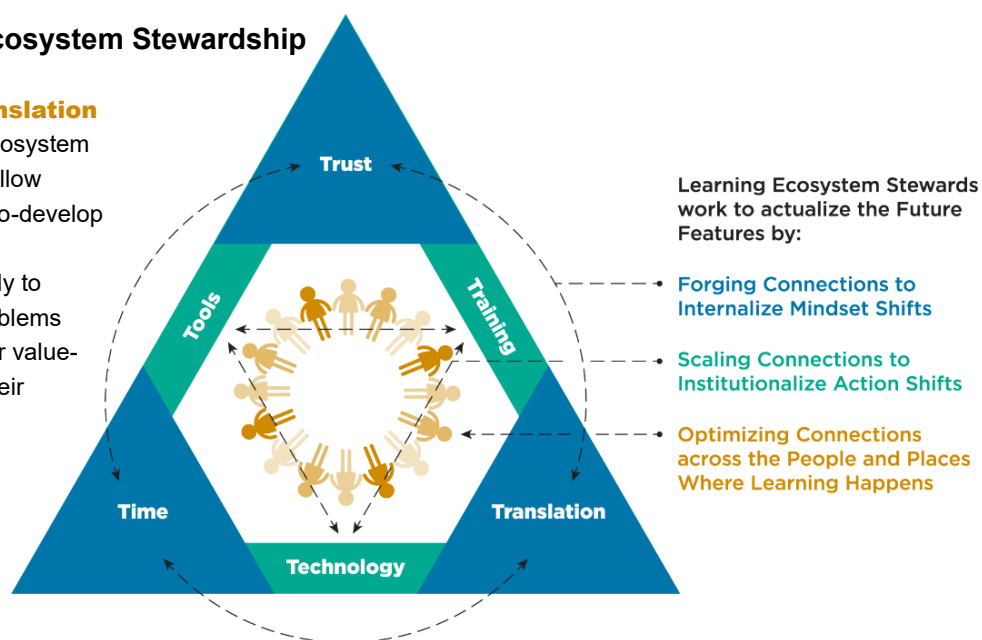 cosystem Stewardship
nslation
osystem
llow
o-develop
ly to
blems
r value-
eir
Trust
Tools
Training
Time
Translation
Technology
Learning Ecosystem Stewards
work to actualize the Future
Features by:
Forging Connections to
Internalize Mindset Shifts
Scaling Connections to
Institutionalize Action Shifts
Optimizing Connections
across the People and Places
Where Learning Happens